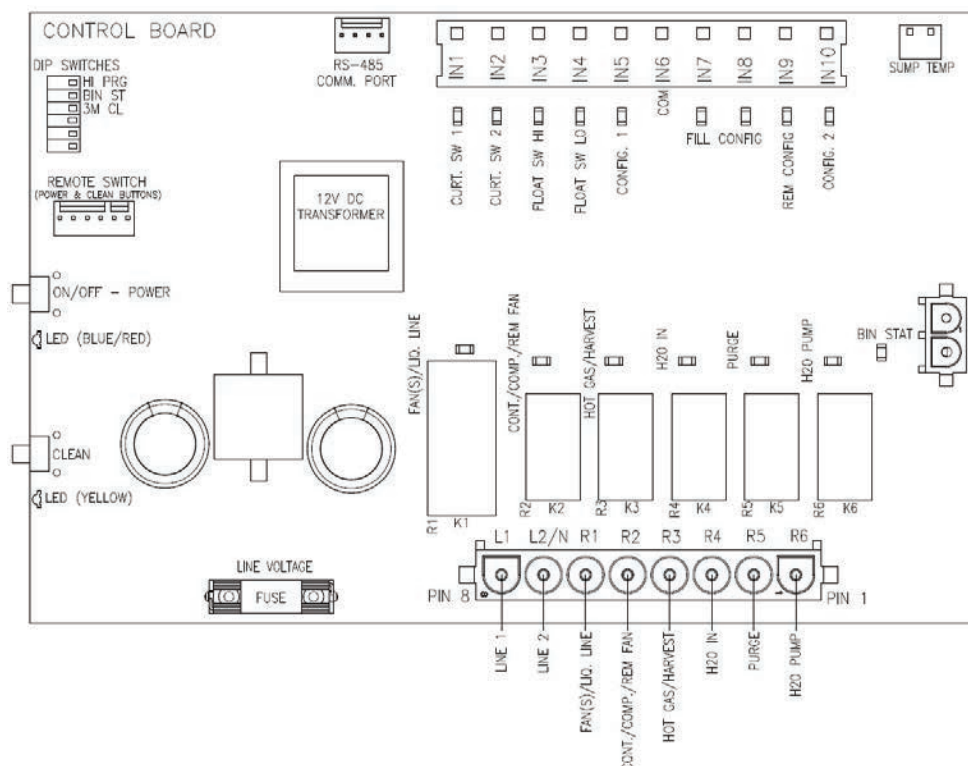 CONTROL BOARD
DIP SWITCHES
HI PRG
BIN ST
3M CL
RS-485
COMM. PORT
IN1
IN2
IN3
IN4
IN5
IN6
IN7
IN8
IN9
IN10
SUMP TEMP
CURT. SW 1
CURT. SW 2
FLOAT SW HI
FLOAT SW LO
CONFIG. 1
COM
FILL CONFIG
REM CONFIG
CONFIG. 2
REMOTE SWITCH
(POWER & CLEAN BUTTONS)
12V DC
TRANSFORMER
ON/OFF - POWER
LED (BLUE/RED)
CLEAN
LED (YELLOW)
FAN(S)/LIQ. LINE
CONT./COMP./REM FAN
HOT GAS/HARVEST
H20 IN
PURGE
H20 PUMP
BIN STAT
R1 K1
R2 K2
R3 K3
R4 K4
R5 K5
R6 K6
LINE VOLTAGE
FUSE
L1 L2/N R1 R2 R3 R4 R5 R6
PIN 8
8
1
PIN 1
LINE 1
LINE 2
FAN(S)/LIQ. LINE
CONT./COMP./REM FAN
HOT GAS/HARVEST
H20 IN
PURGE
H20 PUMP